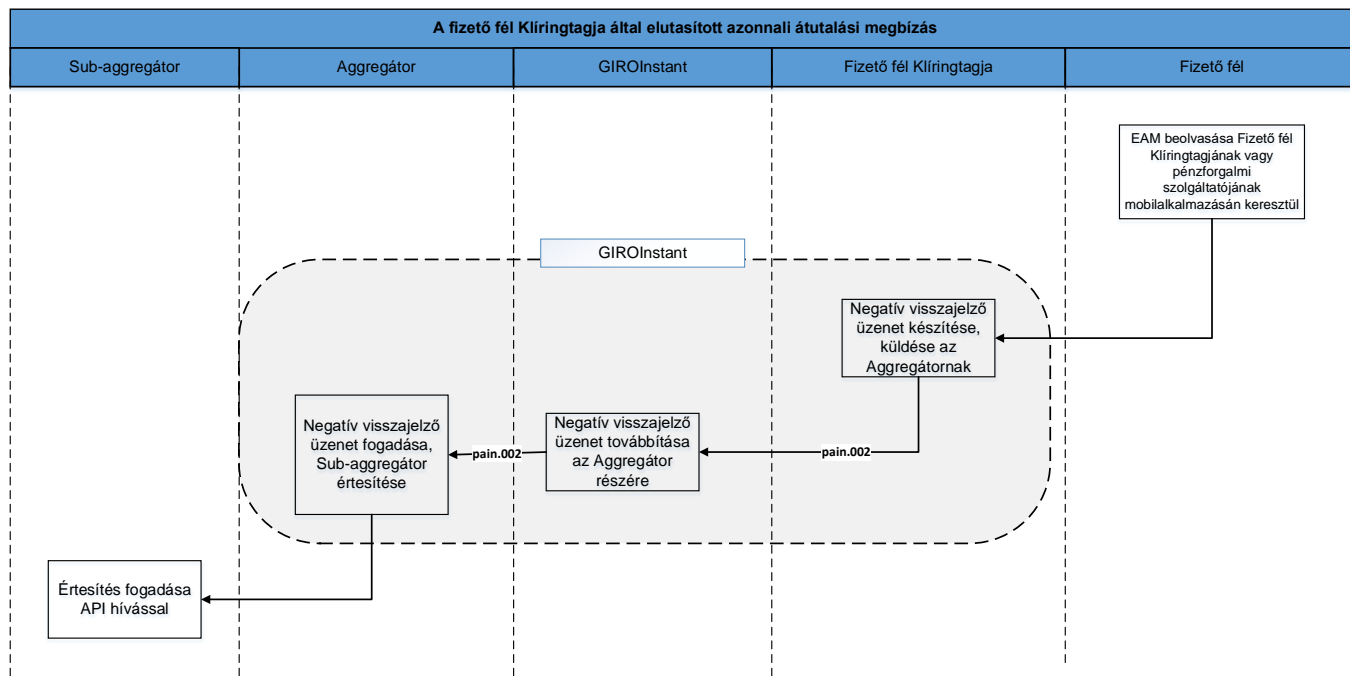 A fizető fél Klíringtagja által elutasított azonnali átutalási megbízás
Sub-aggregátor
Aggregátor
GIROInstant
Fizető fél Klíringtagja
Fizető fél
EAM beolvasása Fizető fél
Klíringtagjának vagy
pénzforgalmi
szolgáltatójának
mobilalkalmazásán keresztül
GIROInstant
Negatív visszajelző
üzenet készítése,
küldése az
Aggregátornak
Negatív visszajelző
üzenet fogadása,
Sub-aggregátor
értesítése
pain.002
Negatív visszajelző
üzenet továbbítása
az Aggregátor
részére
pain.002
Értesítés fogadása
API hívással